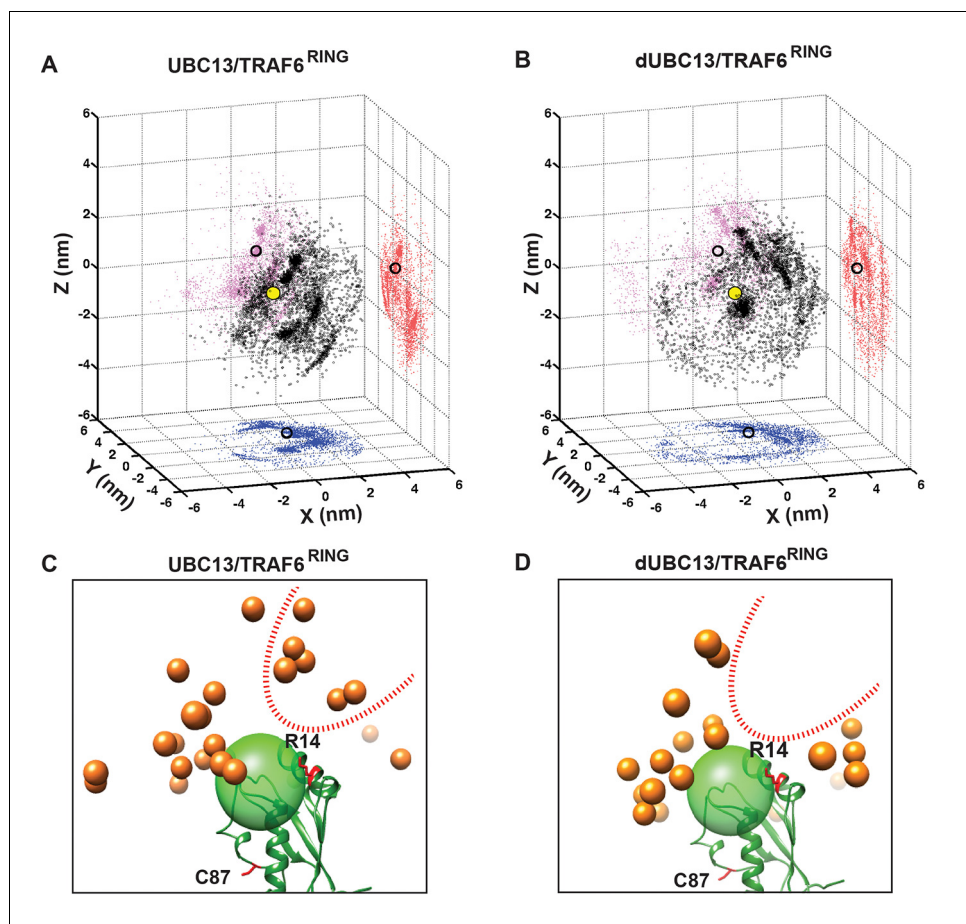 A
UBC13/TRAF6 RING
6
4
2
0
-2
-4
-6
Z (nm)
6
4
2
0
-2
-4
-6
Y (nm)
-6
-4
-2
0
2
4
6
X (nm)
B
dUBC13/TRAF6 RING
6
4
2
0
-2
-4
-6
Z (nm)
6
4
2
0
-2
-4
-6
Y (nm)
-6
-4
-2
0
2
4
6
X (nm)
C
UBC13/TRAF6 RING
R14
C87
D
dUBC13/TRAF6 RING
R14
C87